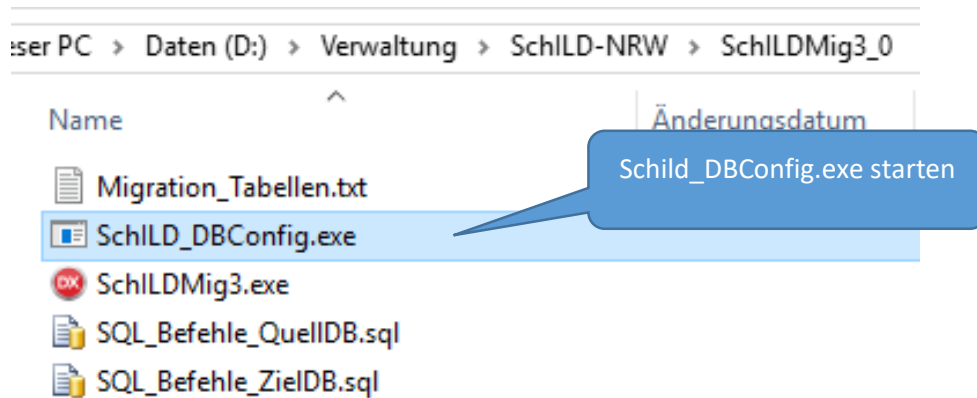 eser PC > Daten (D:) > Verwaltung > SchILD-NRW > SchILDMig3_0
Name Änderungsdatum
Schild_DBConfig.exe starten
Migration_Tabellen.txt
SchILD_DBConfig.exe
DX SchILDMig3.exe
SQL_Befehle_QuellDB.sql
SQL_Befehle_ZielDB.sql